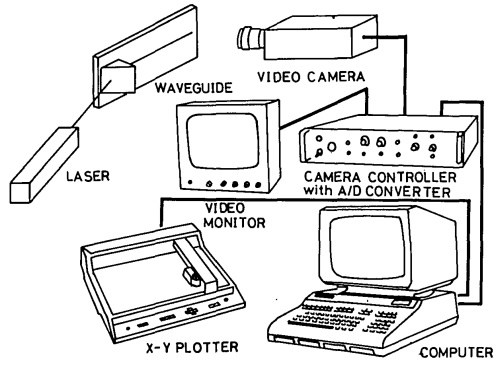 WAVEGUIDE
VIDEO CAMERA
LASER
VIDEO
MONITOR
CAMERA CONTROLLER
with A/D CONVERTER
X-Y PLOTTER
COMPUTER